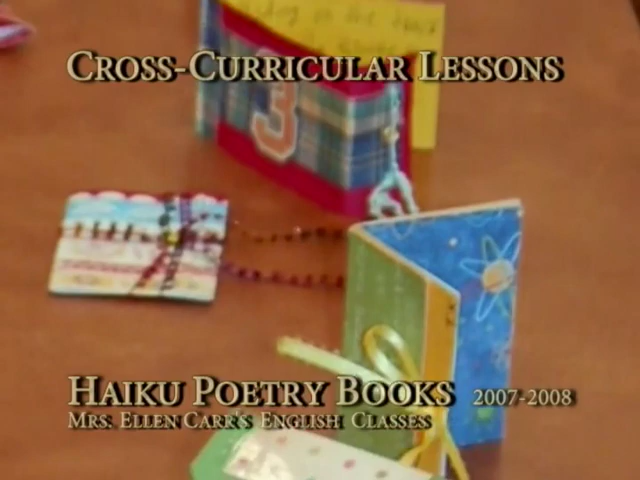 Cross-Curricular Lessons
3
Haiku Poetry Books 2007-2008
Mrs. Ellen Carr's English Classes